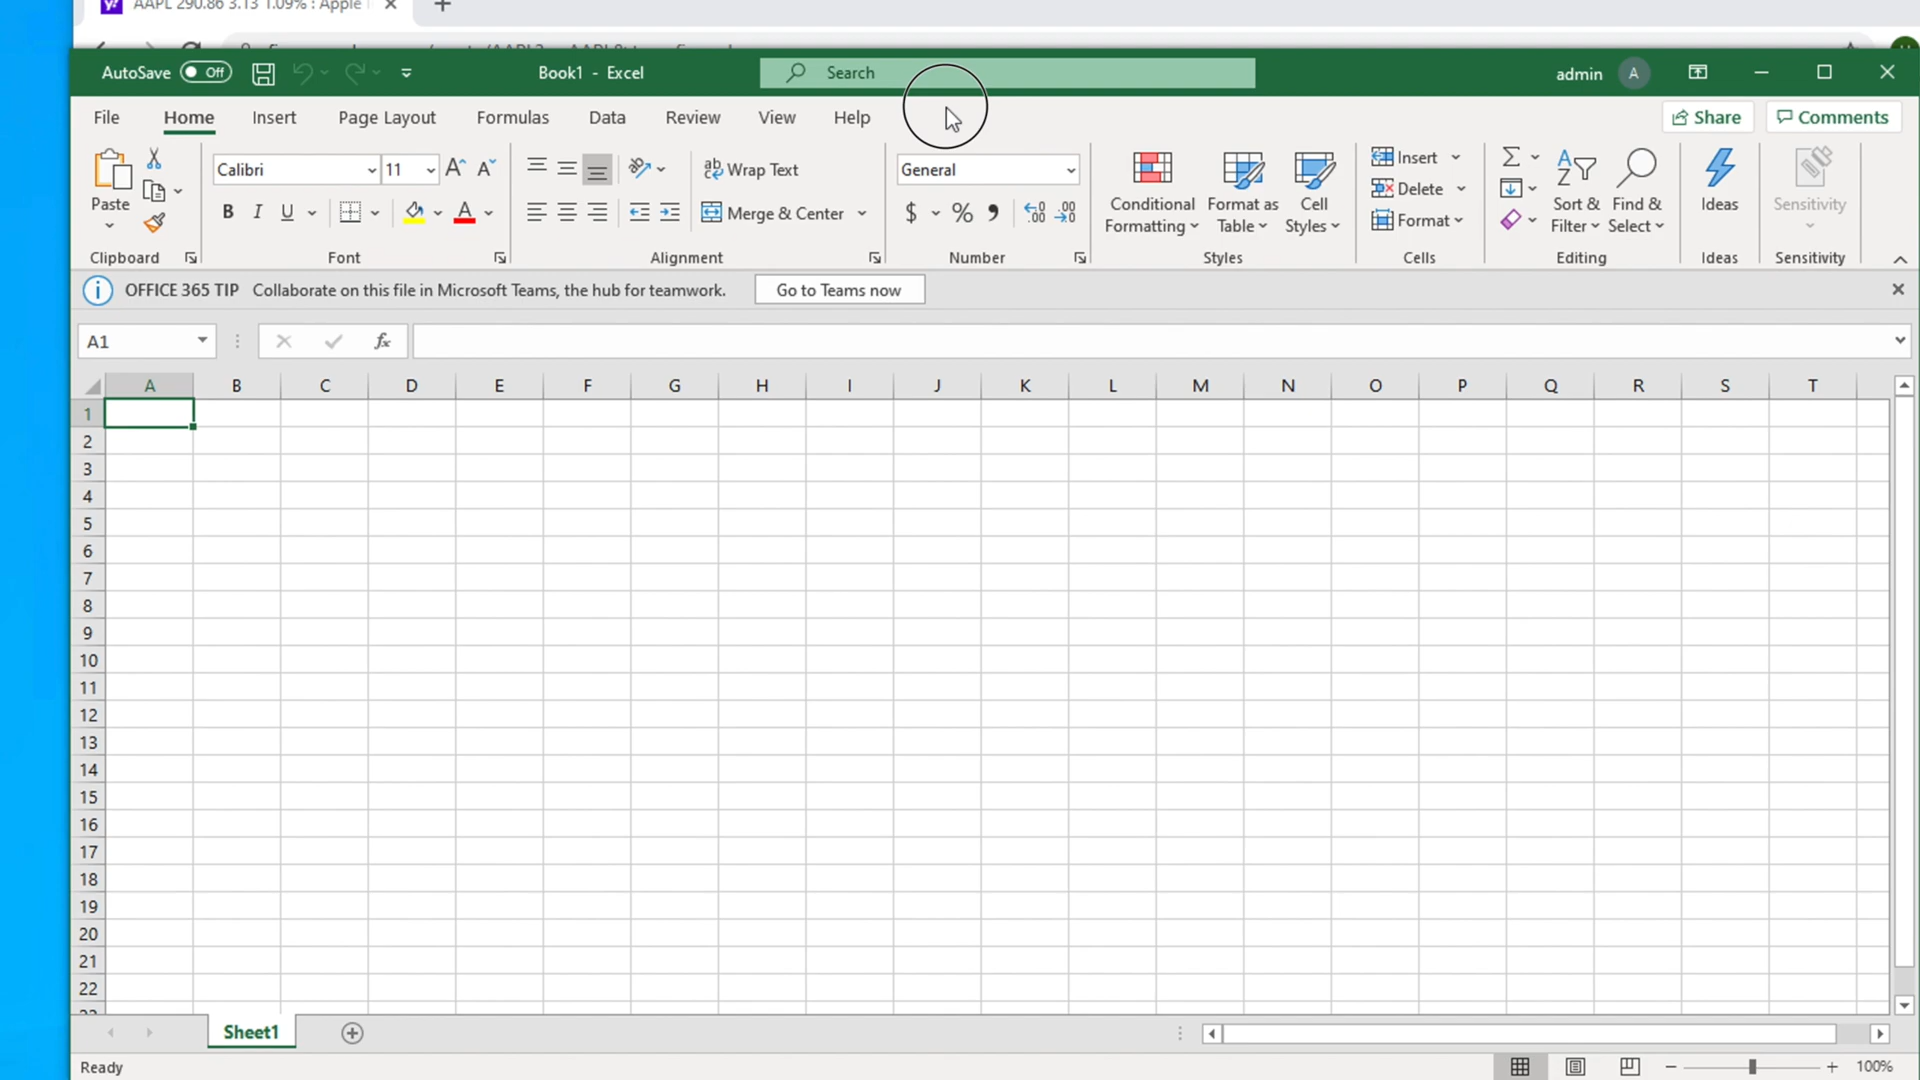 AAPL 290.86 3.13 1.09% : Apple
AutoSave Off Book1 - Excel Search admin A
File Home Insert Page Layout Formulas Data Review View Help Share Comments
Calibri 11 Wrap Text General Insert
Paste Merge & Center Conditional Formatting Format as Table Cell Styles Delete Format Sort & Filter Find & Select Ideas Sensitivity
Clipboard Font Alignment Number Styles Cells Editing Ideas Sensitivity
OFFICE 365 TIP Collaborate on this file in Microsoft Teams, the hub for teamwork. Go to Teams now
A1 fx
A B C D E F G H I J K L M N O P Q R S T
1
2
3
4
5
6
7
8
9
10
11
12
13
14
15
16
17
18
19
20
21
22
Sheet1
Ready 100%